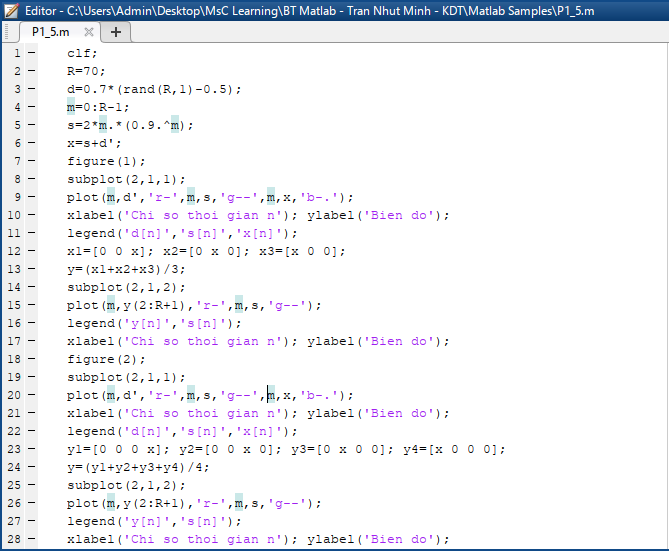 Editor - C:\Users\Admin\Desktop\MsC Learning\BT Matlab - Tran Nhut Minh - KDT\Matlab Samples\P1_5.m
P1_5.m × +
1 - clf;
2 - R=70;
3 - d=0.7*(rand(R,1)-0.5);
4 - m=0:R-1;
5 - s=2*m.*(0.9.^m);
6 - x=s+d';
7 - figure(1);
8 - subplot(2,1,1);
9 - plot(m,d','r-',m,s,'g--',m,x,'b-.');
10 - xlabel('Chi so thoi gian n'); ylabel('Bien do');
11 - legend('d[n]','s[n]','x[n]');
12 - x1=[0 0 x]; x2=[0 x 0]; x3=[x 0 0];
13 - y=(x1+x2+x3)/3;
14 - subplot(2,1,2);
15 - plot(m,y(2:R+1),'r-',m,s,'g--');
16 - legend('y[n]','s[n]');
17 - xlabel('Chi so thoi gian n'); ylabel('Bien do');
18 - figure(2);
19 - subplot(2,1,1);
20 - plot(m,d','r-',m,s,'g--',m,x,'b-.');
21 - xlabel('Chi so thoi gian n'); ylabel('Bien do');
22 - legend('d[n]','s[n]','x[n]');
23 - y1=[0 0 0 x]; y2=[0 0 x 0]; y3=[0 x 0 0]; y4=[x 0 0 0];
24 - y=(y1+y2+y3+y4)/4;
25 - subplot(2,1,2);
26 - plot(m,y(2:R+1),'r-',m,s,'g--');
27 - legend('y[n]','s[n]');
28 - xlabel('Chi so thoi gian n'); ylabel('Bien do');